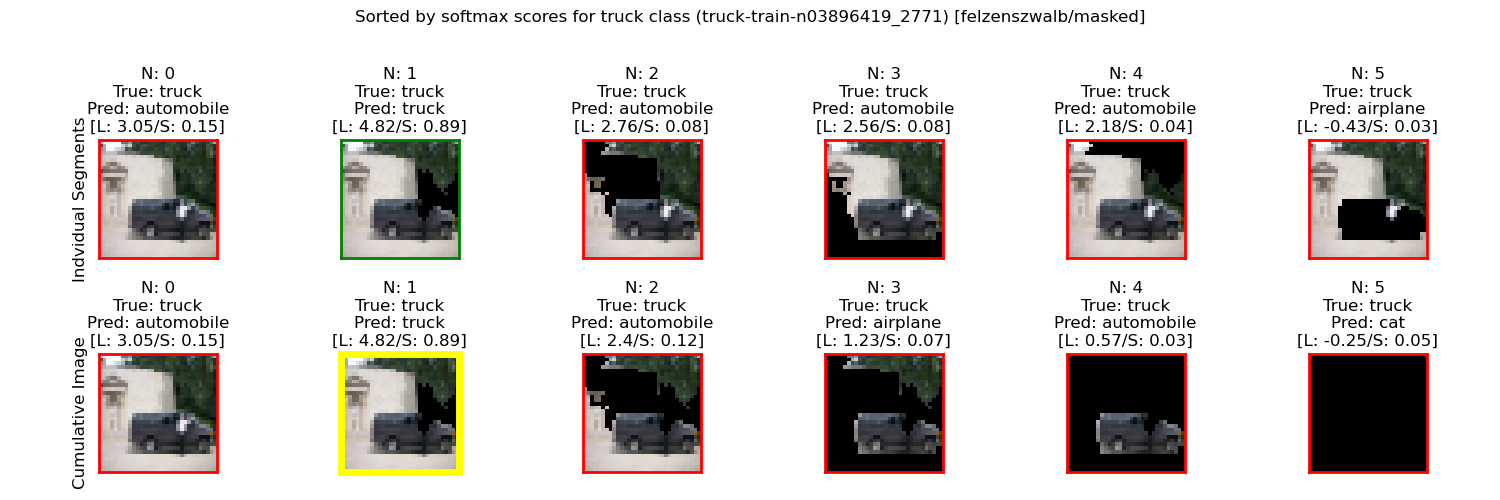 Sorted by softmax scores for truck class (truck-train-n03896419_2771) [felzenszwalb/masked]
Indvidual Segments
N: 0
True: truck
Pred: automobile
[L: 3.05/S: 0.15]
N: 1
True: truck
Pred: truck
[L: 4.82/S: 0.89]
N: 2
True: truck
Pred: automobile
[L: 2.76/S: 0.08]
N: 3
True: truck
Pred: automobile
[L: 2.56/S: 0.08]
N: 4
True: truck
Pred: automobile
[L: 2.18/S: 0.04]
N: 5
True: truck
Pred: airplane
[L: -0.43/S: 0.03]
Cumulative Image
N: 0
True: truck
Pred: automobile
[L: 3.05/S: 0.15]
N: 1
True: truck
Pred: truck
[L: 4.82/S: 0.89]
N: 2
True: truck
Pred: automobile
[L: 2.4/S: 0.12]
N: 3
True: truck
Pred: airplane
[L: 1.23/S: 0.07]
N: 4
True: truck
Pred: automobile
[L: 0.57/S: 0.03]
N: 5
True: truck
Pred: cat
[L: -0.25/S: 0.05]